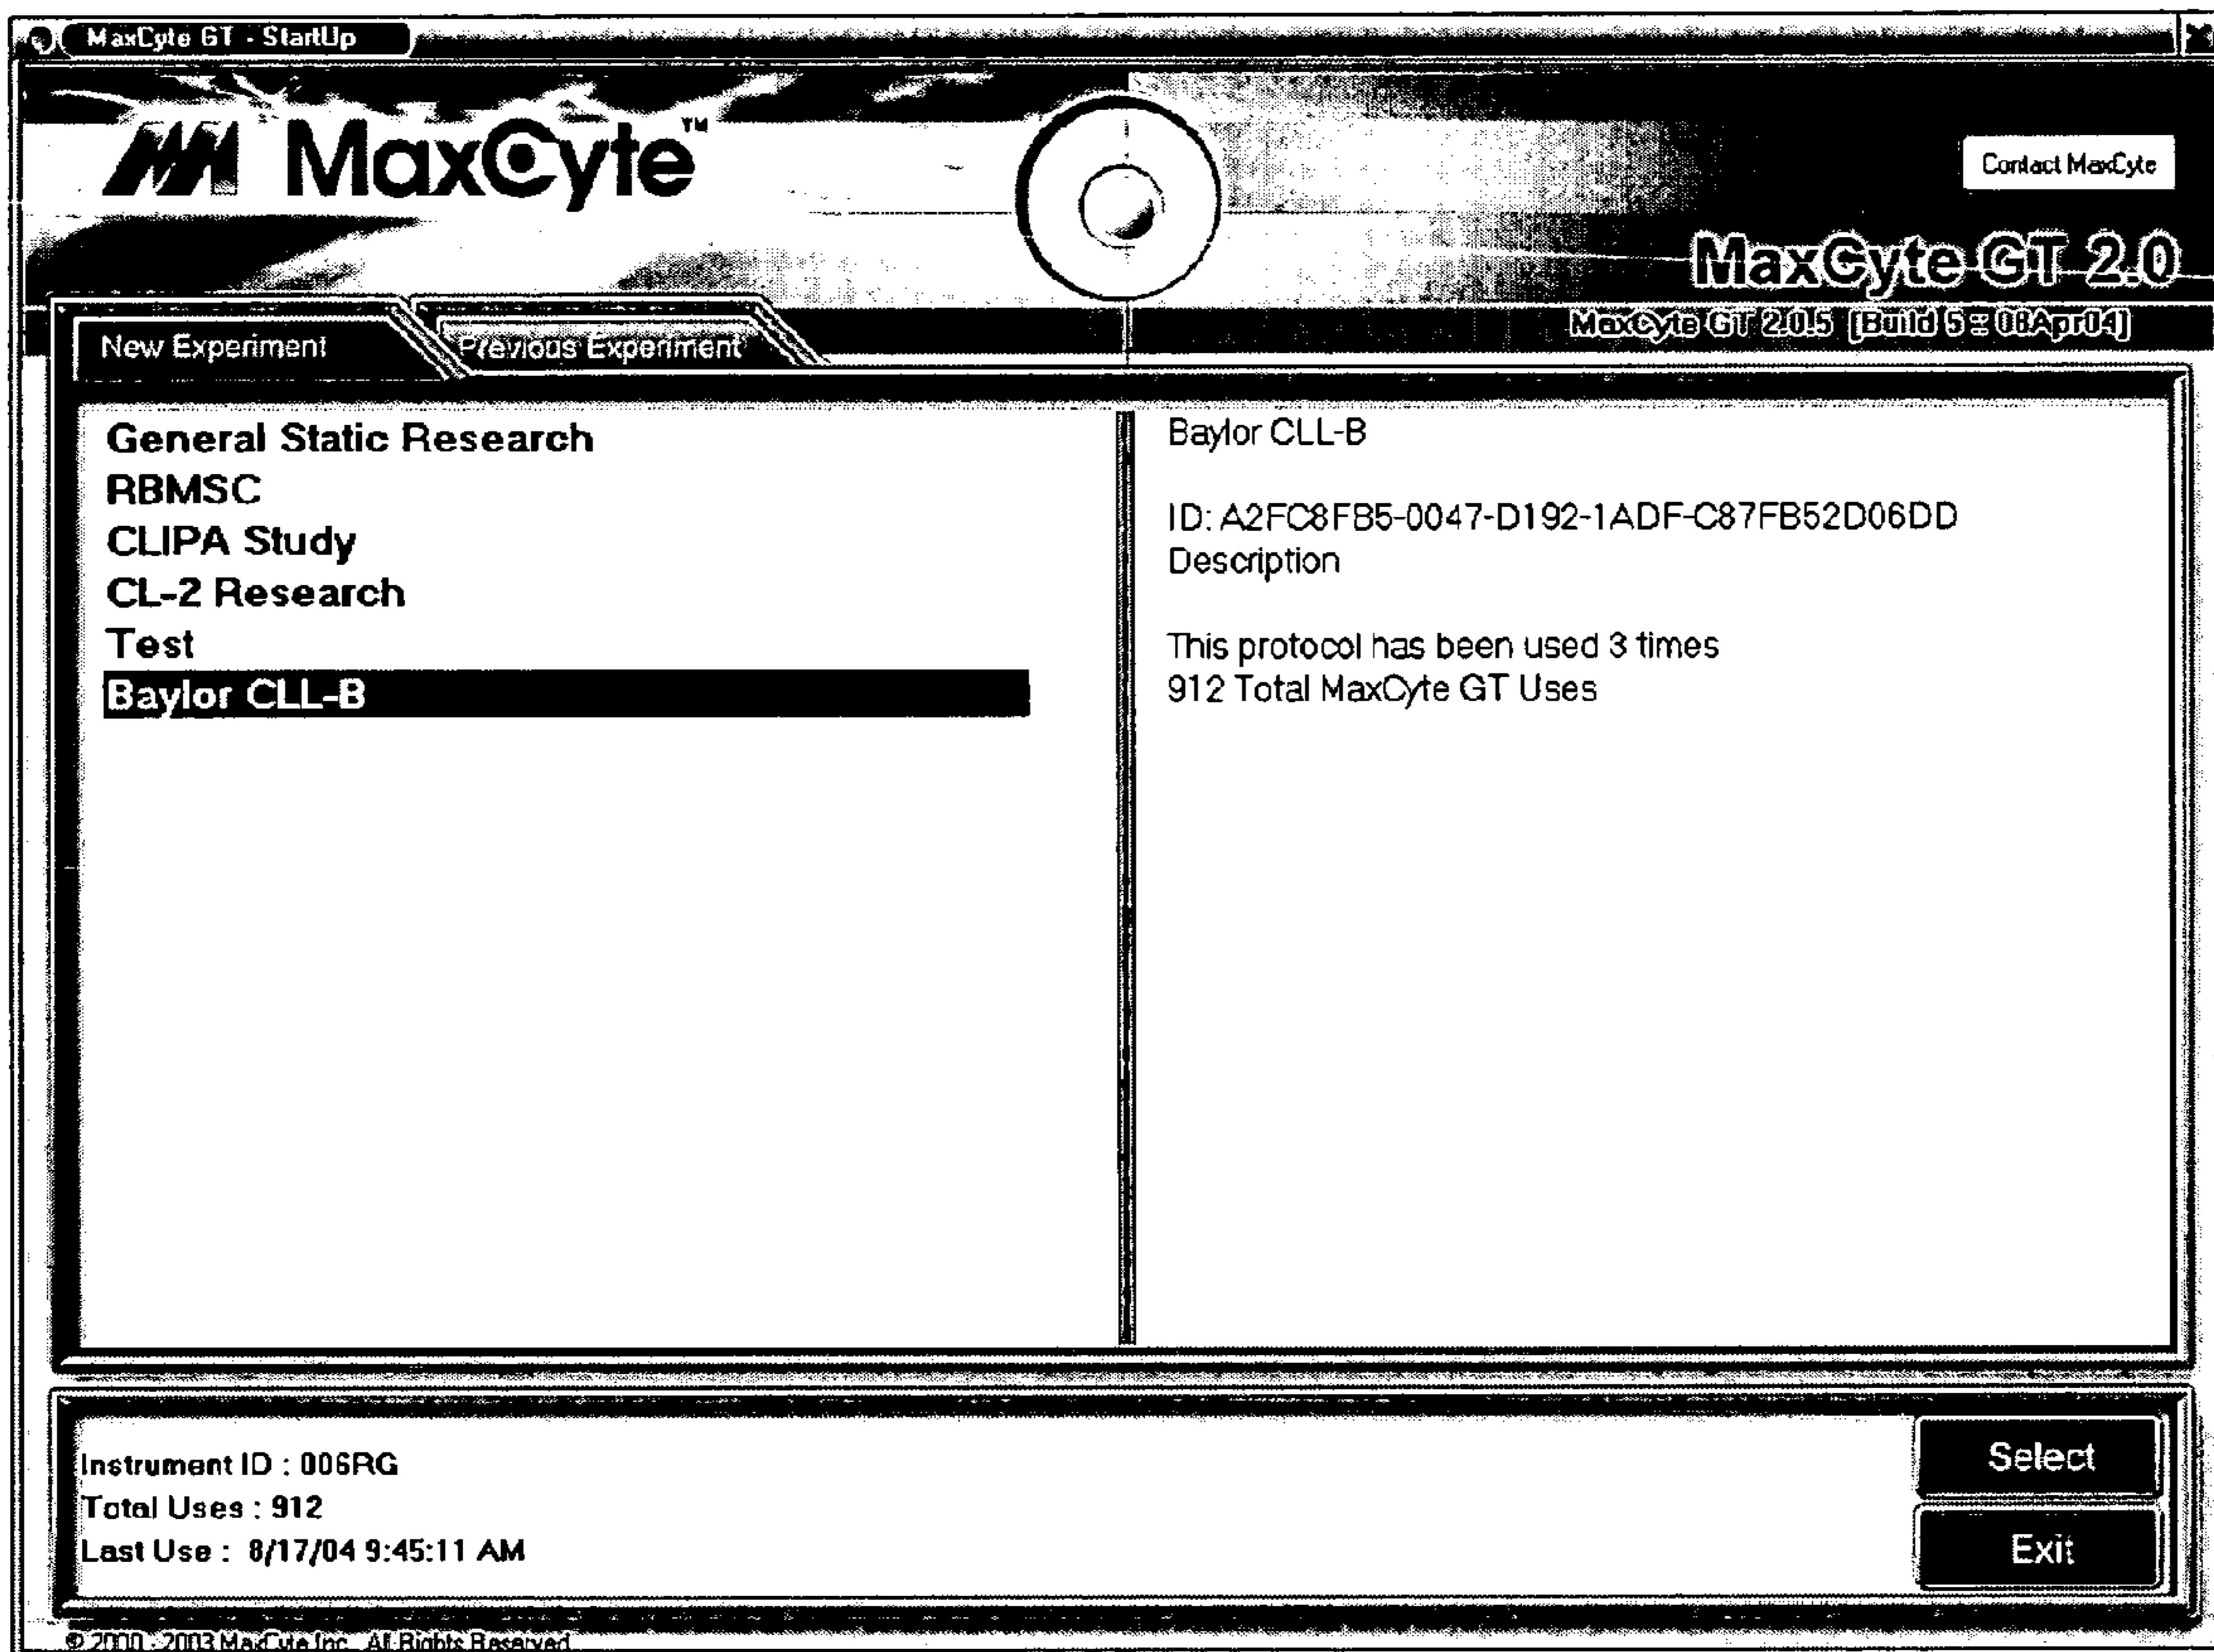 MaxCyte GT - StartUp
MaxCyte™
Contact MaxCyte
MaxCyte GT 2.0
MaxCyte GT 2.0.5 [Build 5 :: 08Apr04]
New Experiment
Previous Experiment
General Static Research
RBMSC
CLIPA Study
CL-2 Research
Test
Baylor CLL-B
Baylor CLL-B
ID: A2FC8FB5-0047-D192-1ADF-C87FB52D06DD
Description
This protocol has been used 3 times
912 Total MaxCyte GT Uses
Instrument ID : 006RG
Total Uses : 912
Last Use : 8/17/04 9:45:11 AM
Select
Exit
© 2000 - 2003 MaxCyte Inc. All Rights Reserved